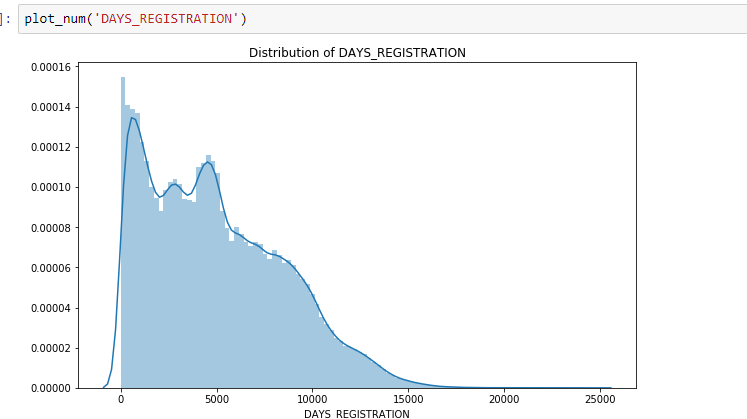 ]: plot_num('DAYS_REGISTRATION')
Distribution of DAYS_REGISTRATION
0.00016
0.00014
0.00012
0.00010
0.00008
0.00006
0.00004
0.00002
0.00000
0 5000 10000 15000 20000 25000
DAYS_REGISTRATION